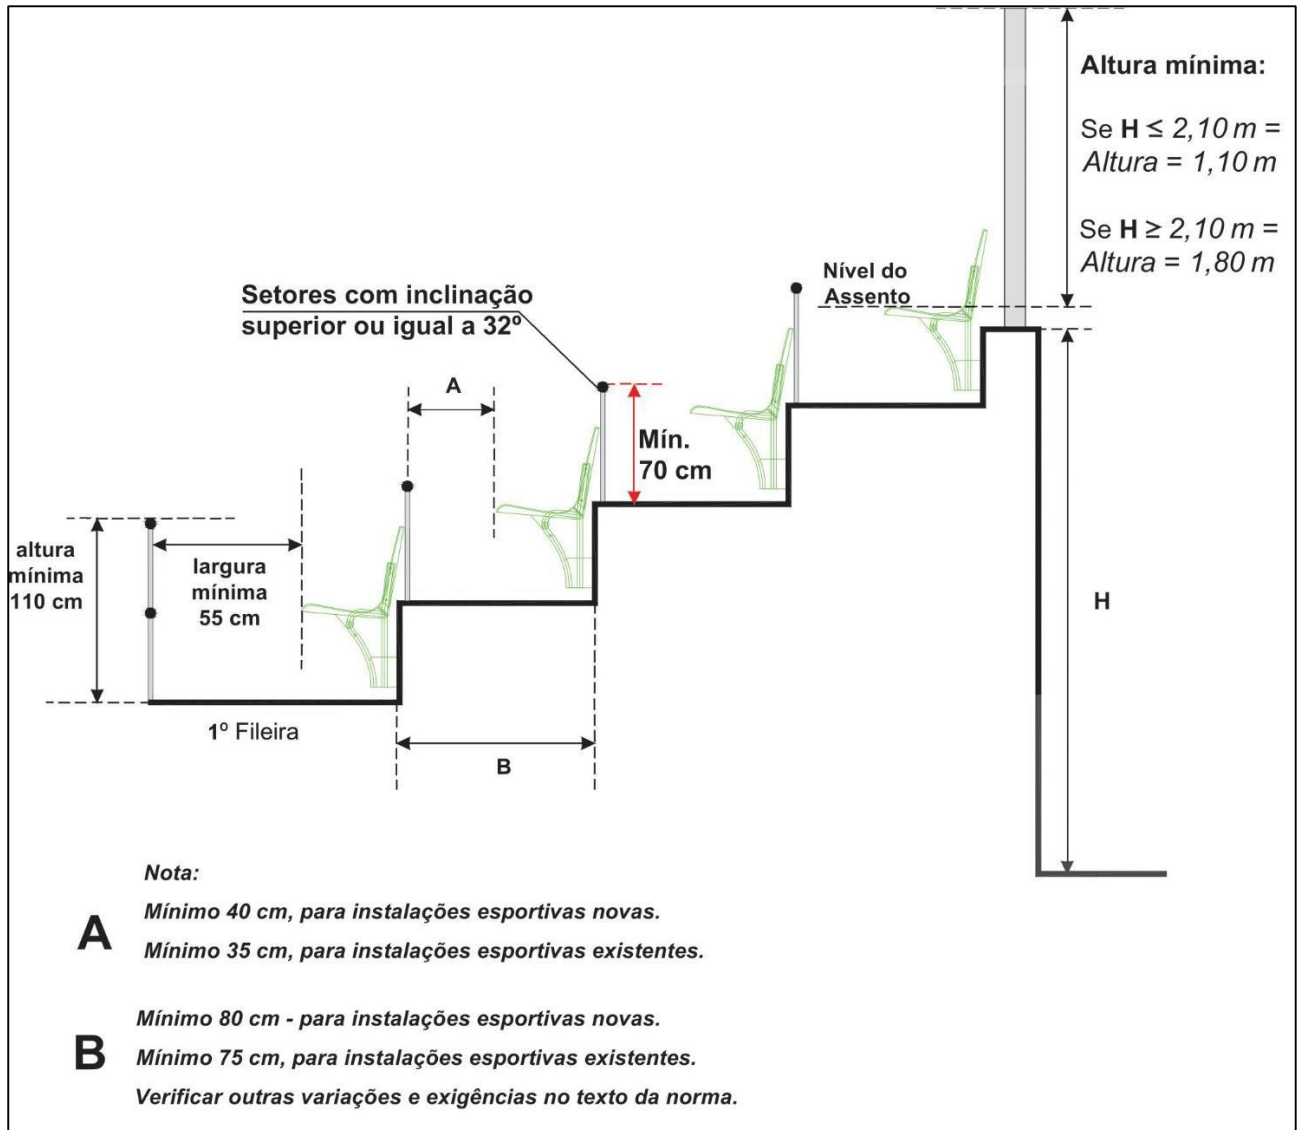 Altura mínima:
Se H ≤ 2,10 m =
Altura = 1,10 m
Se H ≥ 2,10 m =
Altura = 1,80 m
Nível do
Assento
Setores com inclinação
superior ou igual a 32º
A
Mín.
70 cm
altura
mínima
110 cm
largura
mínima
55 cm
H
1º Fileira
B
Nota:
A
Mínimo 40 cm, para instalações esportivas novas.
Mínimo 35 cm, para instalações esportivas existentes.
B
Mínimo 80 cm - para instalações esportivas novas.
Mínimo 75 cm, para instalações esportivas existentes.
Verificar outras variações e exigências no texto da norma.